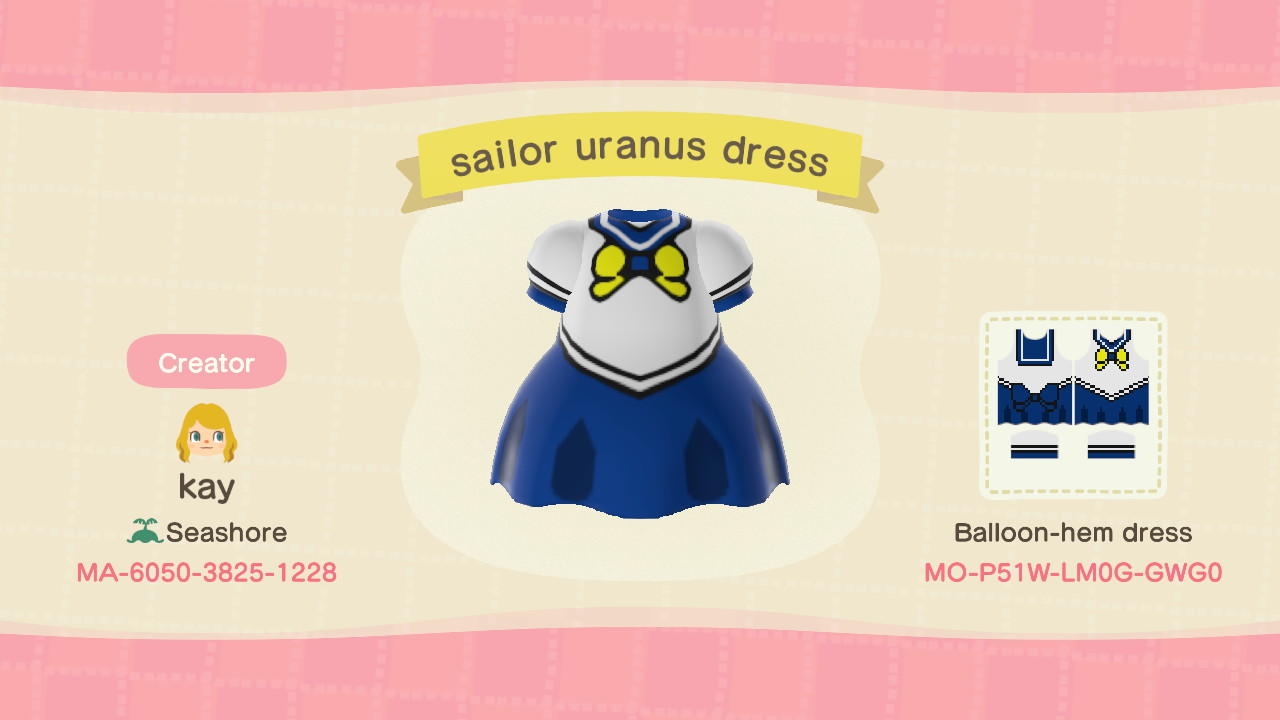 sailor uranus dress
Creator
kay
Seashore
MA-6050-3825-1228
Balloon-hem dress
MO-P51W-LM0G-GWG0